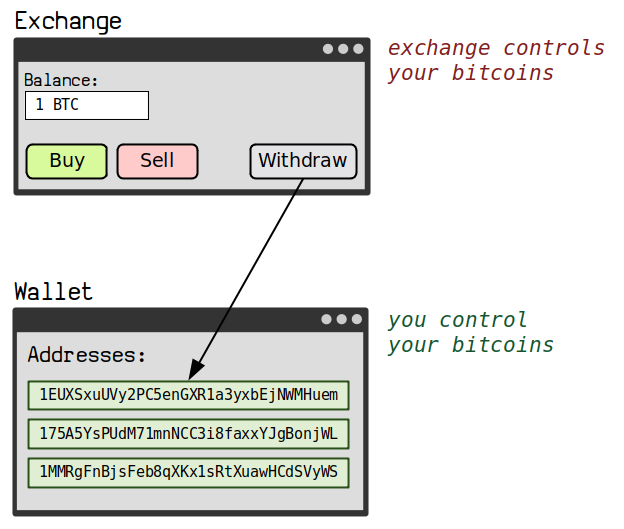 Exchange
exchange controls
your bitcoins
Balance:
1 BTC
Buy
Sell
Withdraw
Wallet
you control
your bitcoins
Addresses:
1EUXSxuUVy2PC5enGXR1a3yxbEjNWMHuem
175A5YsPUdM71mnNCC3i8faxxYJgBonjWL
1MMRgFnBjsFeb8qXKx1sRtXuawHCdSVyWS